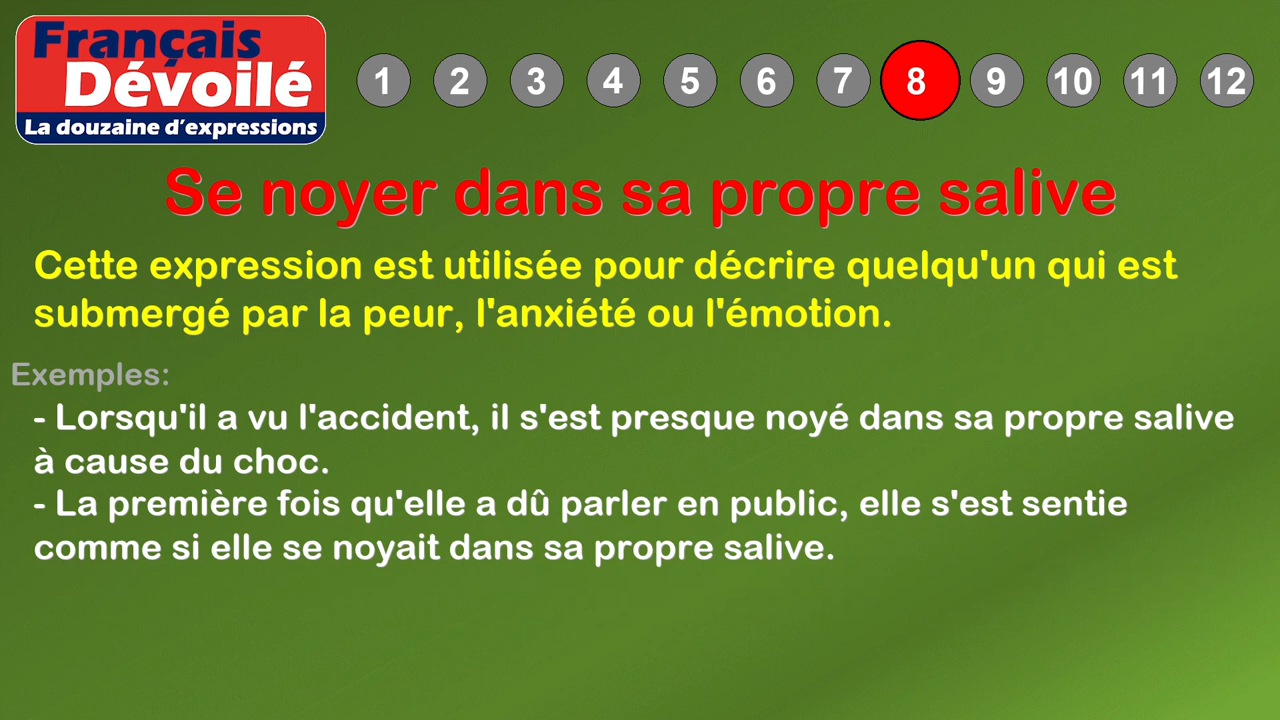 Français
Dévoilé
La douzaine d'expressions
1 2 3 4 5 6 7 8 9 10 11 12
Se noyer dans sa propre salive
Cette expression est utilisée pour décrire quelqu'un qui est
submergé par la peur, l'anxiété ou l'émotion.
Exemples:
- Lorsqu'il a vu l'accident, il s'est presque noyé dans sa propre salive
à cause du choc.
- La première fois qu'elle a dû parler en public, elle s'est sentie
comme si elle se noyait dans sa propre salive.